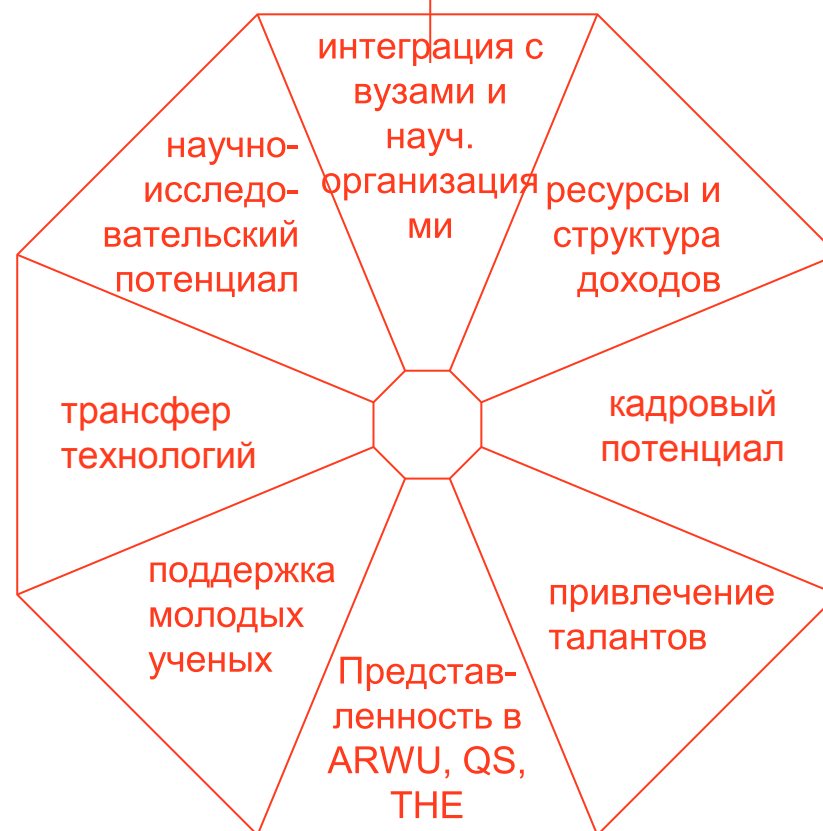 интеграция с
вузами и
науч.
организация
ми
ресурсы и
структура
доходов
кадровый
потенциал
привлечение
талантов
Представ-
ленность в
ARWU, QS,
THE
поддержка
молодых
ученых
трансфер
технологий
научно-
исследо-
вательский
потенциал